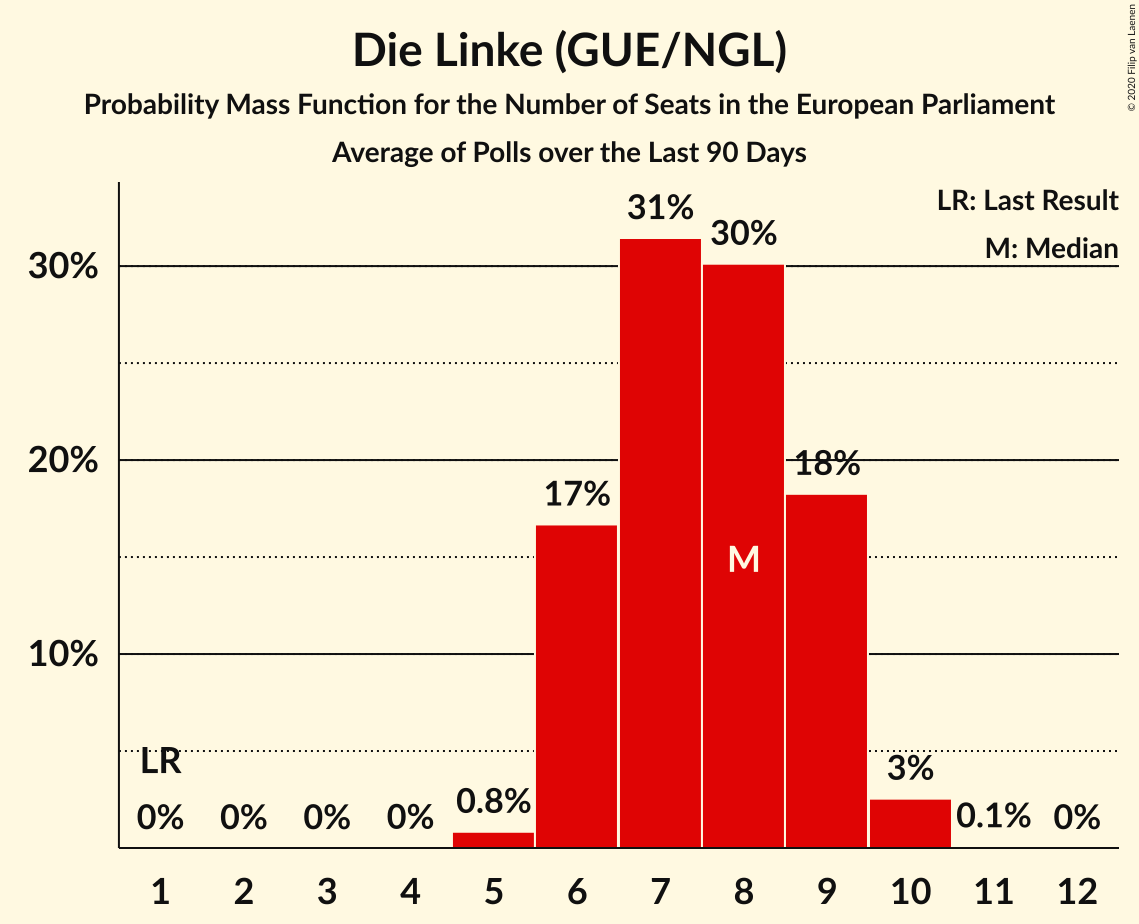 Die Linke (GUE/NGL)
Probability Mass Function for the Number of Seats in the European Parliament
Average of Polls over the Last 90 Days
© 2020 Filip van Laenen
LR: Last Result
M: Median
30%
20%
10%
31%
30%
18%
17%
M
LR
3%
0.8%
0% 0% 0% 0% 0.1% 0%
1 2 3 4 5 6 7 8 9 10 11 12